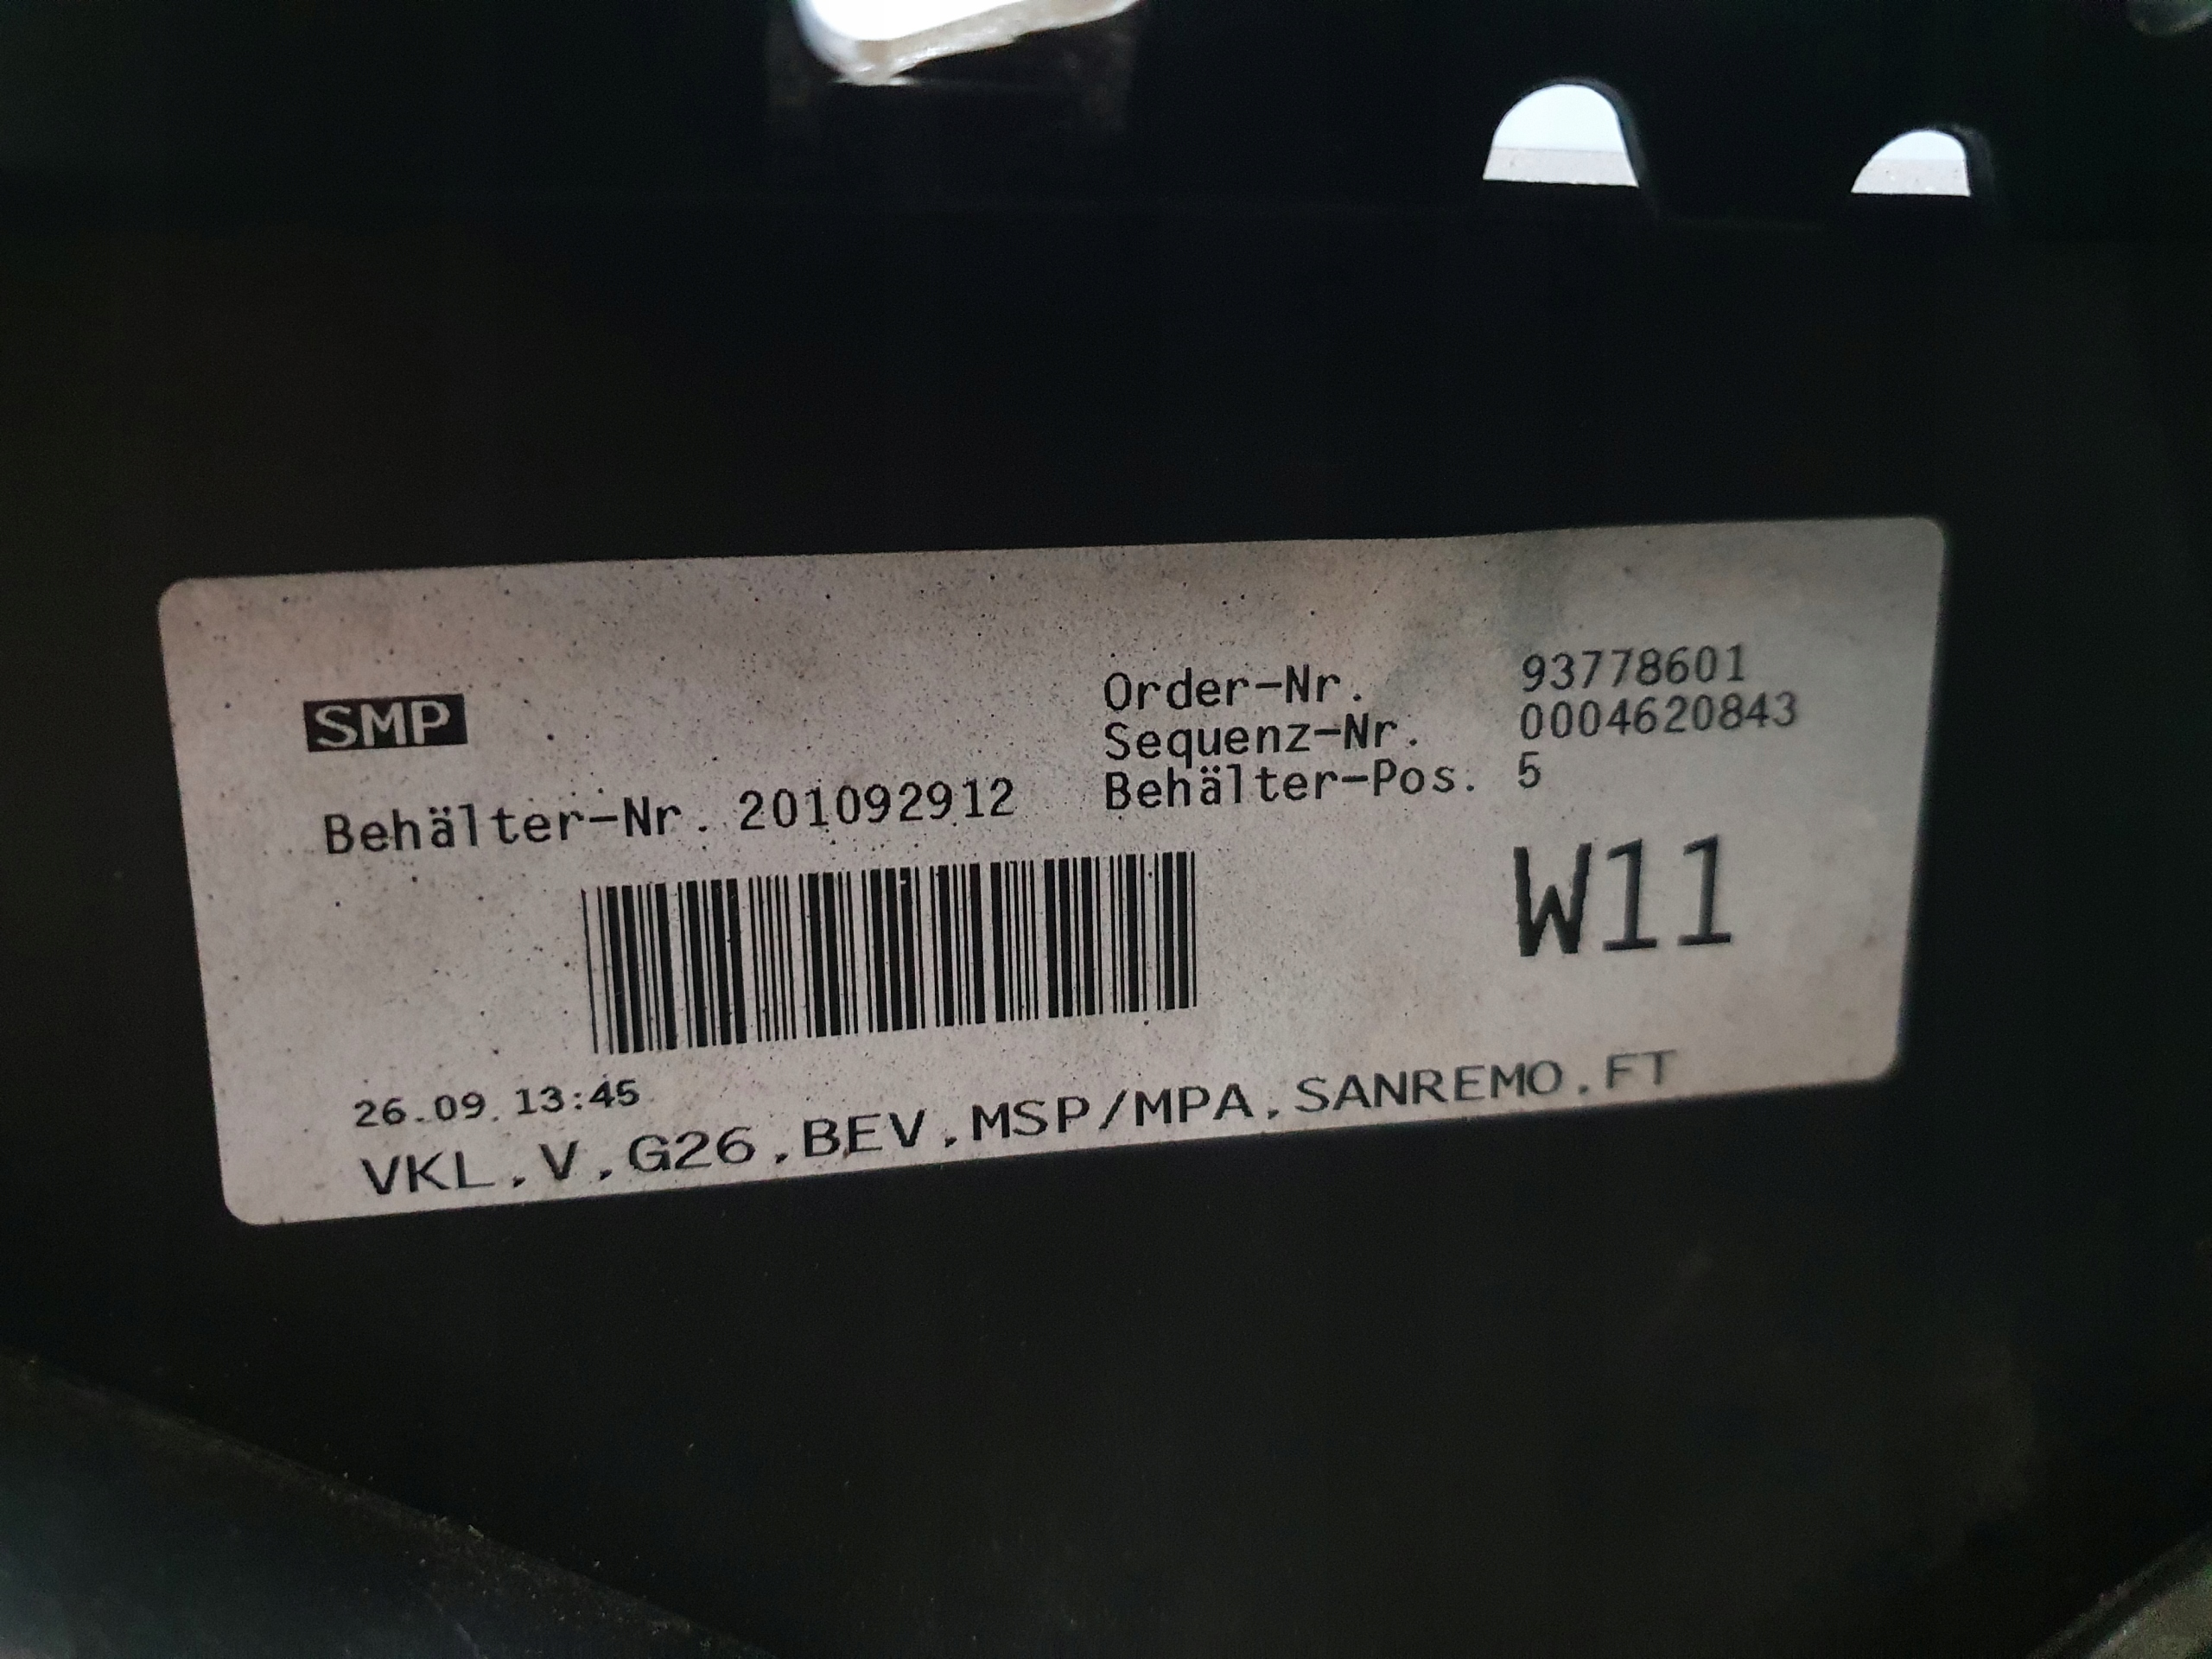 SMP
Order-Nr. 93778601
Sequenz-Nr. 0004620843
Behälter-Pos. 5
Behälter-Nr. 201092912
W11
26.09. 13:45
VKL,V,G26,BEV,MSP/MPA,SANREMO,FT